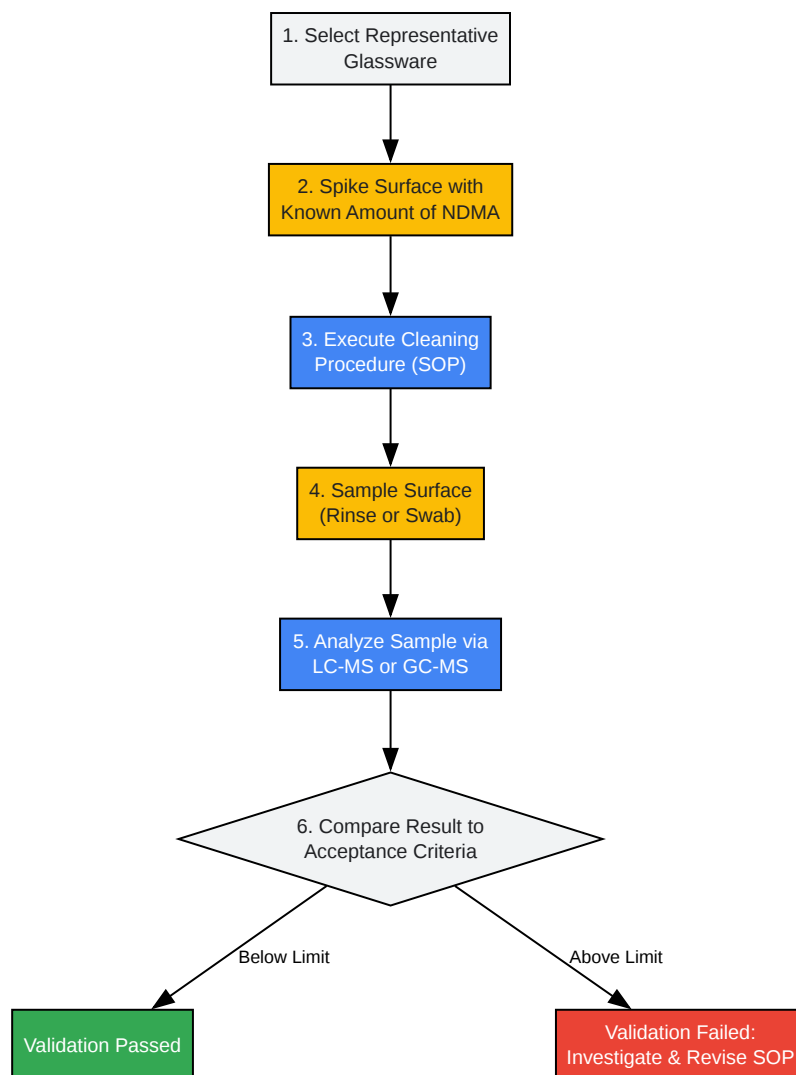 1. Select Representative
Glassware
2. Spike Surface with
Known Amount of NDMA
3. Execute Cleaning
Procedure (SOP)
4. Sample Surface
(Rinse or Swab)
5. Analyze Sample via
LC-MS or GC-MS
6. Compare Result to
Acceptance Criteria
Below Limit
Above Limit
Validation Passed
Validation Failed:
Investigate & Revise SOP